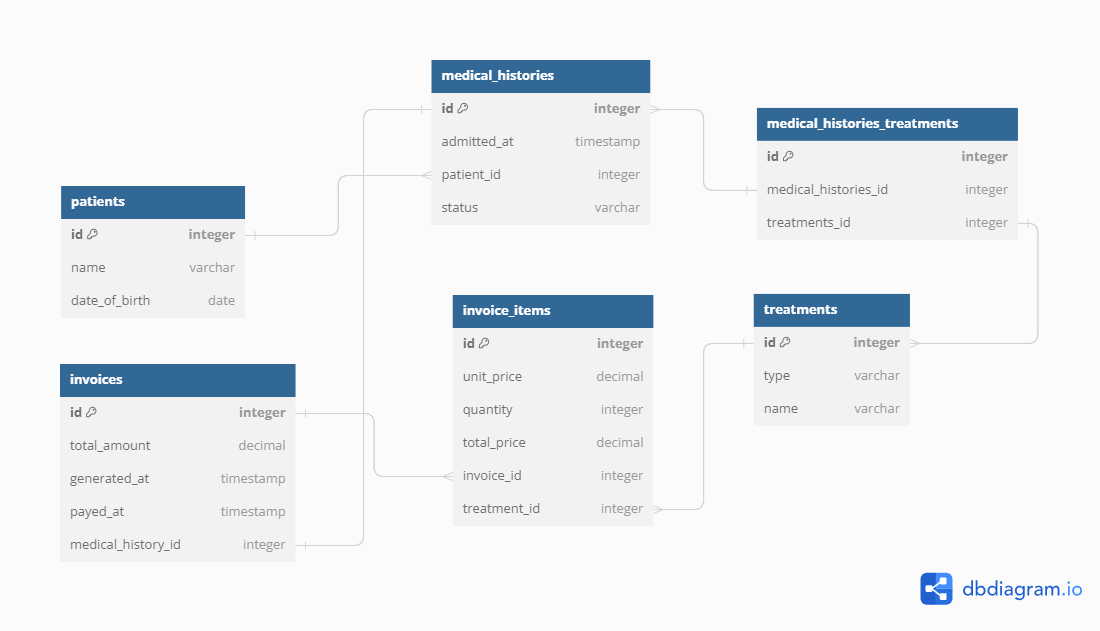 medical_histories
id integer
admitted_at timestamp
patient_id integer
status varchar
medical_histories_treatments
id integer
medical_histories_id integer
treatments_id integer
patients
id integer
name varchar
date_of_birth date
invoice_items
id integer
unit_price decimal
quantity integer
total_price decimal
invoice_id integer
treatment_id integer
treatments
id integer
type varchar
name varchar
invoices
id integer
total_amount decimal
generated_at timestamp
payed_at timestamp
medical_history_id integer
dbdiagram.io